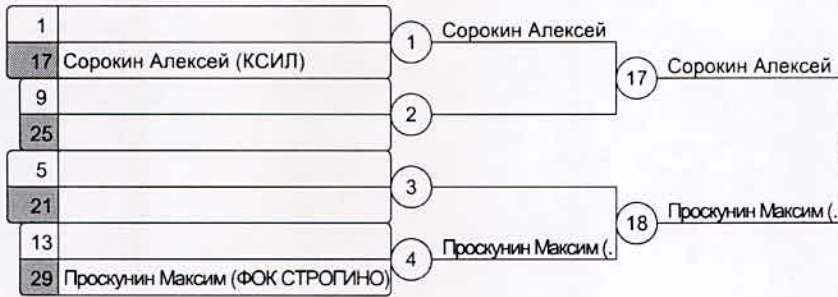 1
17 Сорокин Алексей (КСИЛ)
1 Сорокин Алексей
9
25
2
17 Сорокин Алексей
5
21
3
13
29 Проскунин Максим (ФОК СТРОГИНО)
4 Проскунин Максим (.
18 Проскунин Максим (.